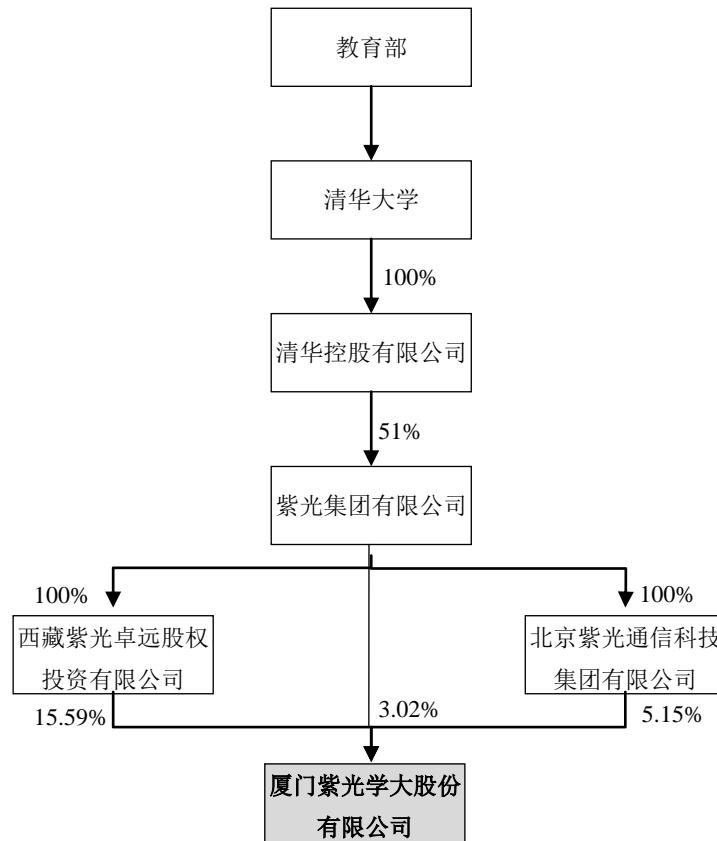 教育部
清华大学
100%
清华控股有限公司
51%
紫光集团有限公司
100%
100%
西藏紫光卓远股权
投资有限公司
北京紫光通信科技
集团有限公司
15.59%
3.02%
5.15%
厦门紫光学大股份
有限公司